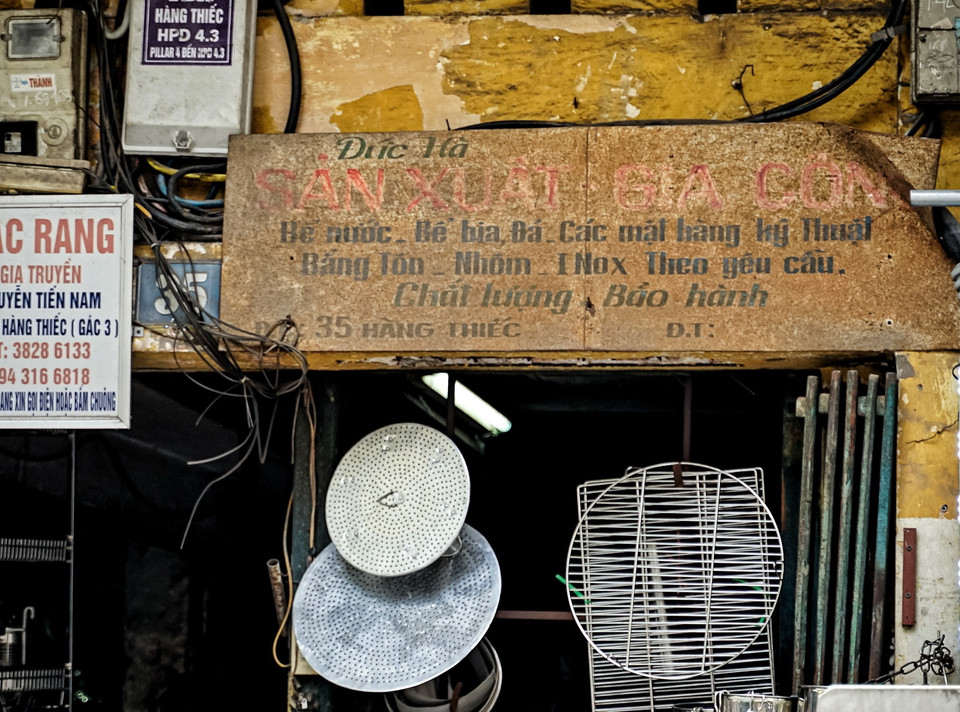 HÀNG THIẾC
HPD 4.3
PILLAR 4 ĐẾN HPD 4.3
THÀNH
ẠC RANG
GIA TRUYỀN
UYỄN TIẾN NAM
HÀNG THIẾC ( GÁC 3 )
T: 3828 6133
94 316 6818
ANG XIN GỌI ĐIỆN HOẶC BẤM CHUÔNG
35
Đức Hà
SẢN XUẤT - GIA CÔN
Bể nước _ Bể bia, Đá _ Các mặt hàng kỹ Thuật
Bằng Tôn _ Nhôm _ INox Theo yêu cầu.
Chất lượng, Bảo hành
35 HÀNG THIẾC Đ.T: